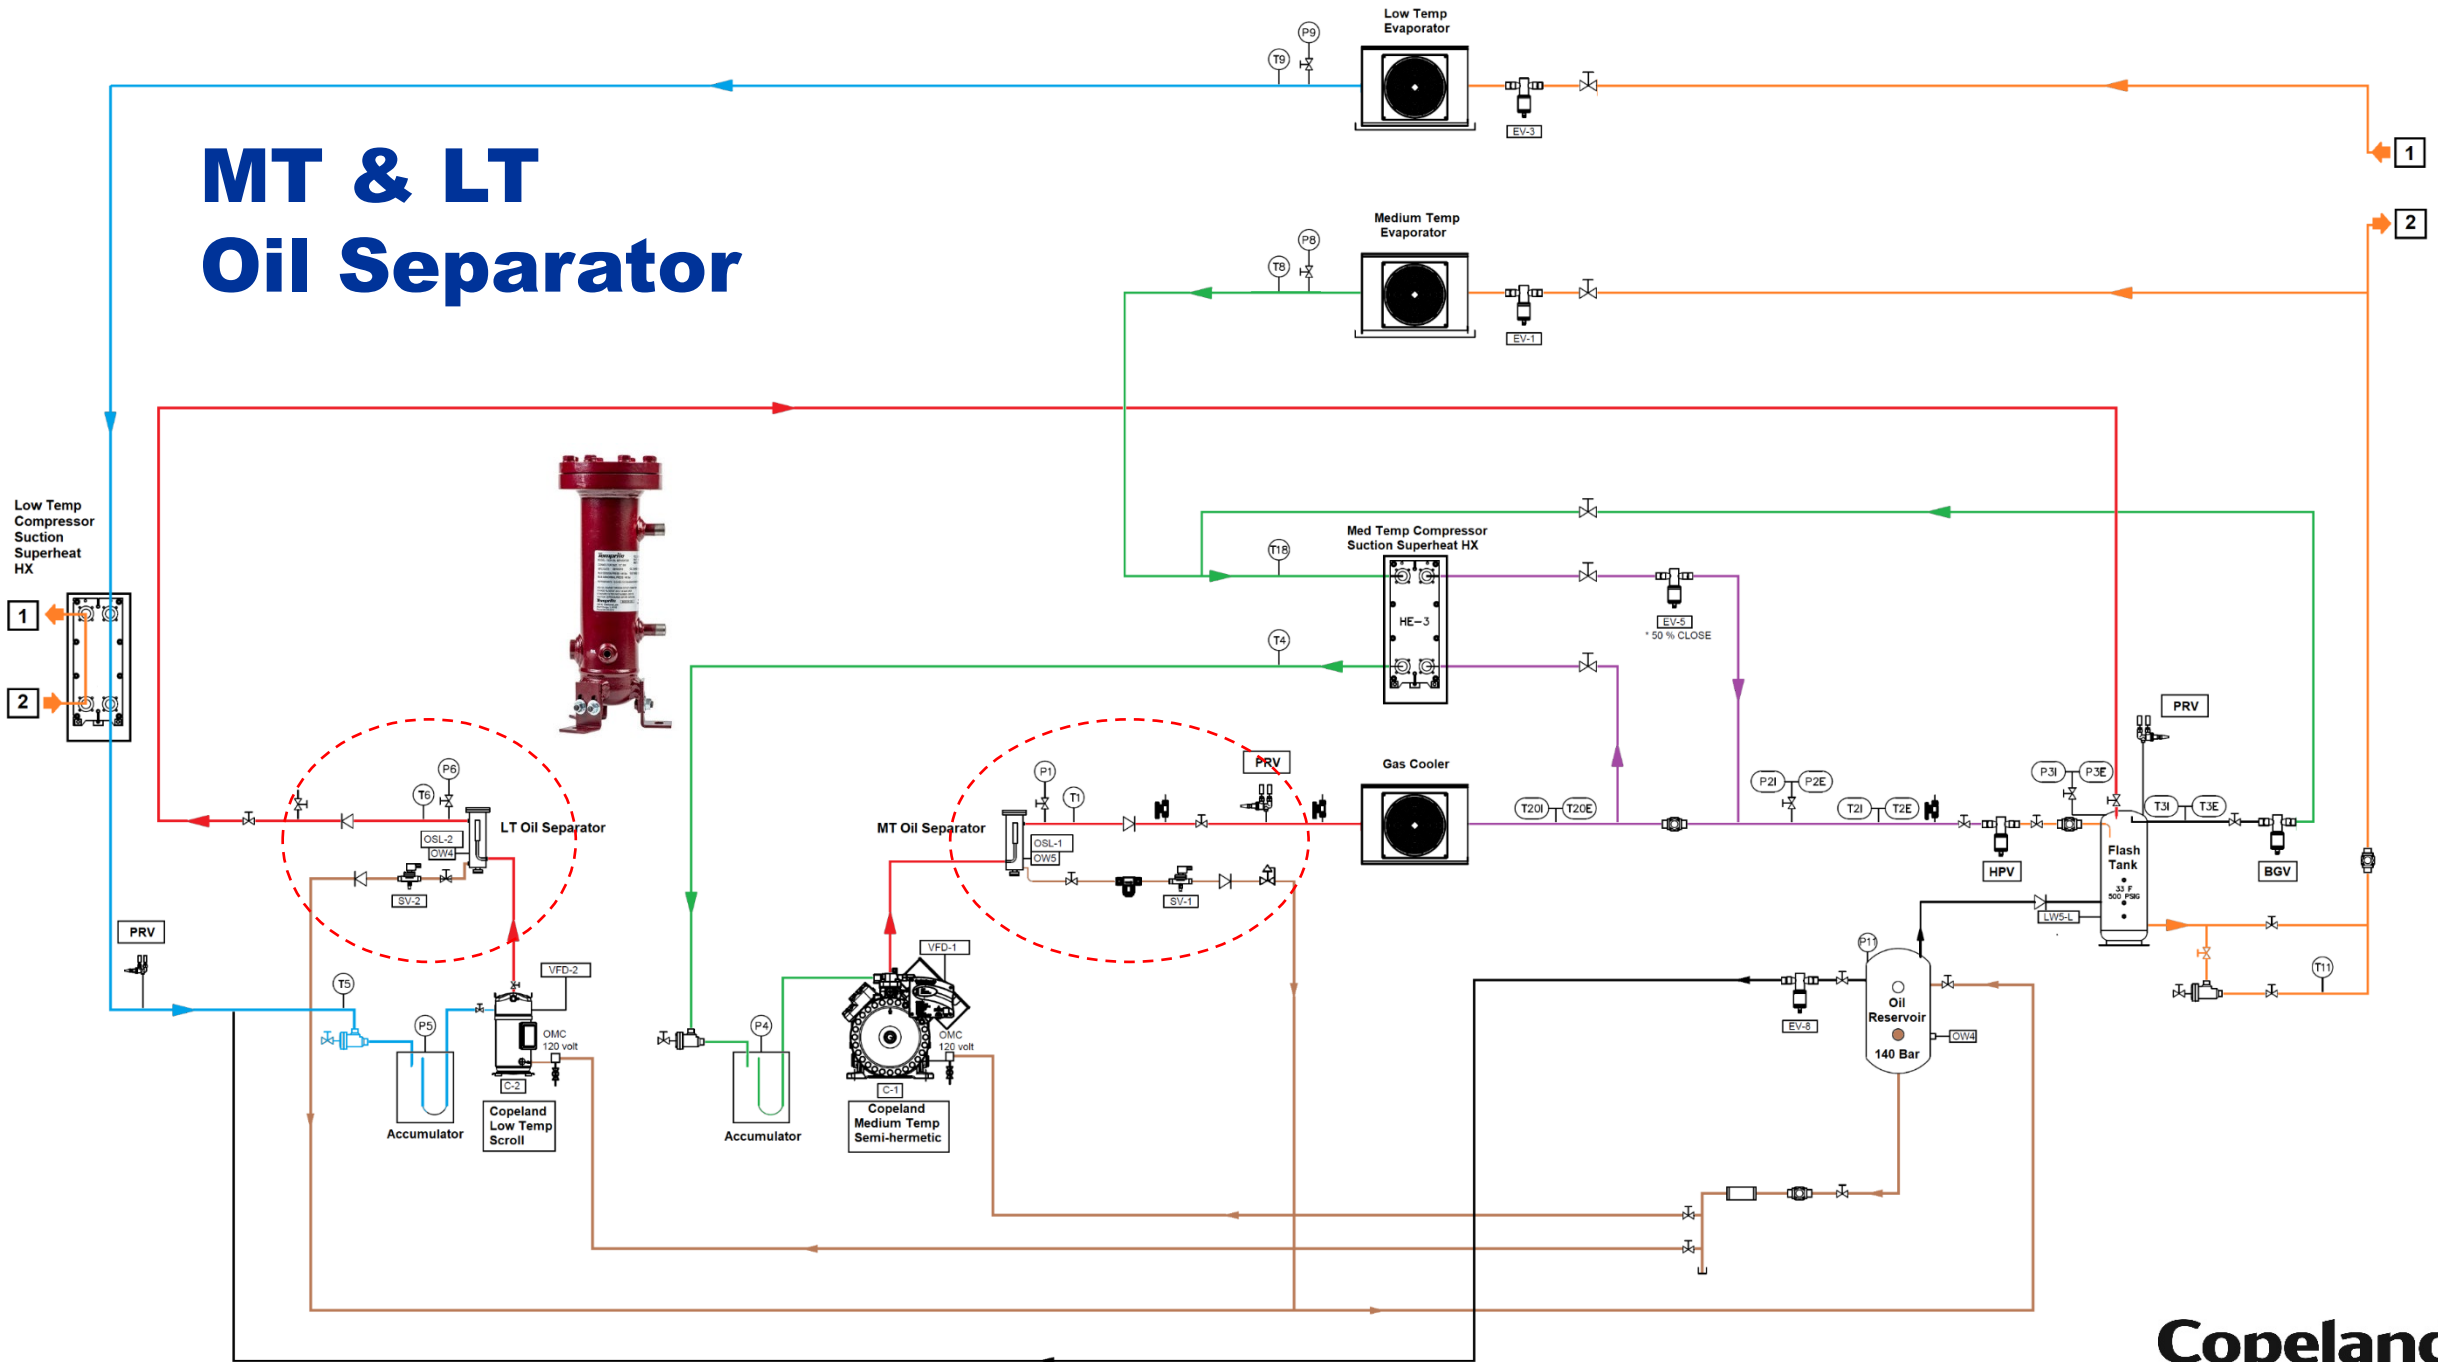 Low Temp
Evaporator
P9
T9
EV-3
1
MT & LT
Oil Separator
Medium Temp
Evaporator
P8
T8
EV-1
2
Low Temp
Compressor
Suction
Superheat
HX
1
2
Med Temp Compressor
Suction Superheat HX
T18
HE-3
EV-5
* 50 % CLOSE
T4
PRV
P6
T6
LT Oil Separator
OSL-2
OW4
SV-2
P1
T1
PRV
MT Oil Separator
OSL-1
OW5
SV-1
Gas Cooler
T20I
T20E
P2I
P2E
T2I
T2E
P3I
P3E
T3I
T3E
HPV
BGV
Flash
Tank
33 F
500 PSIG
LW5-L
PRV
T5
P5
Accumulator
VFD-2
OMC
120 volt
C-2
Copeland
Low Temp
Scroll
P4
Accumulator
VFD-1
OMC
120 volt
C-1
Copeland
Medium Temp
Semi-hermetic
P11
EV-8
Oil
Reservoir
140 Bar
OW4
T11
Copeland